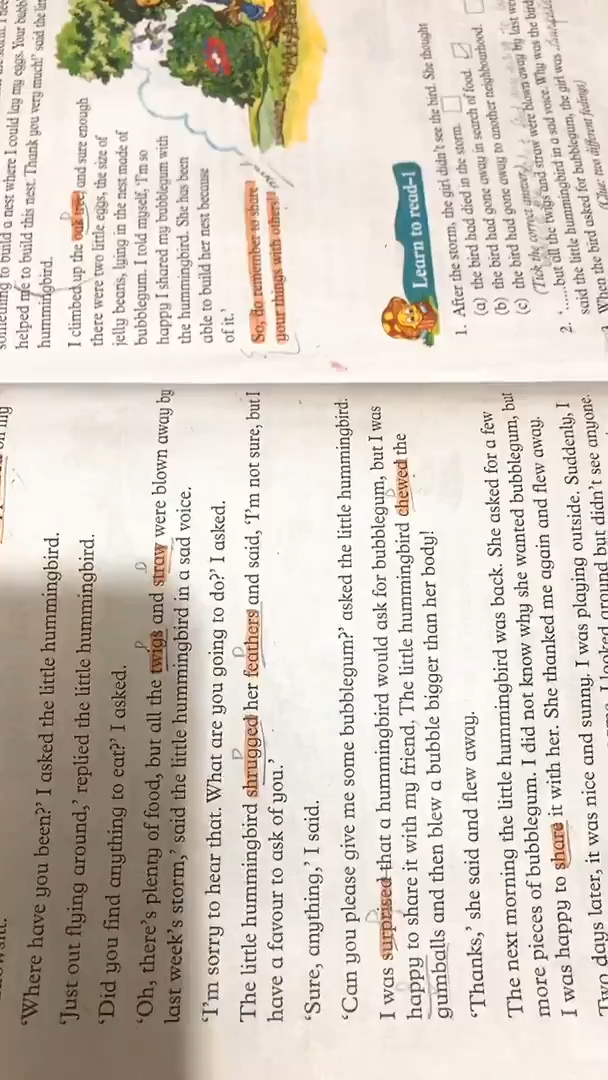 'Where have you been?' I asked the little hummingbird.
'Just out flying around,' replied the little hummingbird.
'Did you find anything to eat?' I asked.
'Oh, there's plenty of food, but all the twigs and straw were blown away by
last week's storm,' said the little hummingbird in a sad voice.
'I'm sorry to hear that. What are you going to do?' I asked.
The little hummingbird shrugged her feathers and said, 'I'm not sure, but I
have a favour to ask of you.'
'Sure, anything,' I said.
'Can you please give me some bubblegum?' asked the little hummingbird.
I was surprised that a hummingbird would ask for bubblegum, but I was
happy to share it with my friend, The little hummingbird chewed the
gumballs and then blew a bubble bigger than her body!
'Thanks,' she said and flew away.
The next morning the little hummingbird was back. She asked for a few
more pieces of bubblegum. I did not know why she wanted bubblegum, but
I was happy to share it with her. She thanked me again and flew away.
Two days later, it was nice and sunny. I was playing outside. Suddenly, I
looked around but didn't see anyone.
something to build a nest where I could lay my eggs. Your
helped me to build this nest. Thank you very much!' said the
hummingbird.
I climbed up the oak tree and sure enough
there were two little eggs, the size of
jelly beans, lying in the nest made of
bubblegum. I told myself, 'I'm so
happy I shared my bubblegum with
the hummingbird. She has been
able to build her nest because
of it.'
So, do remember to share
your things with others!
Learn to read-1
1. After the storm, the girl didn't see the bird. She thought
(a) the bird had died in the storm.
(b) the bird had gone away in search of food.
(c) the bird had gone away to another neighbourhood.
(Tick the correct answer)
2. '......but all the twigs and straw were blown away by last
said the little hummingbird in a sad voice. Why was the bird
When the bird asked for bubblegum, the girl was
(Clue: two different feelings)